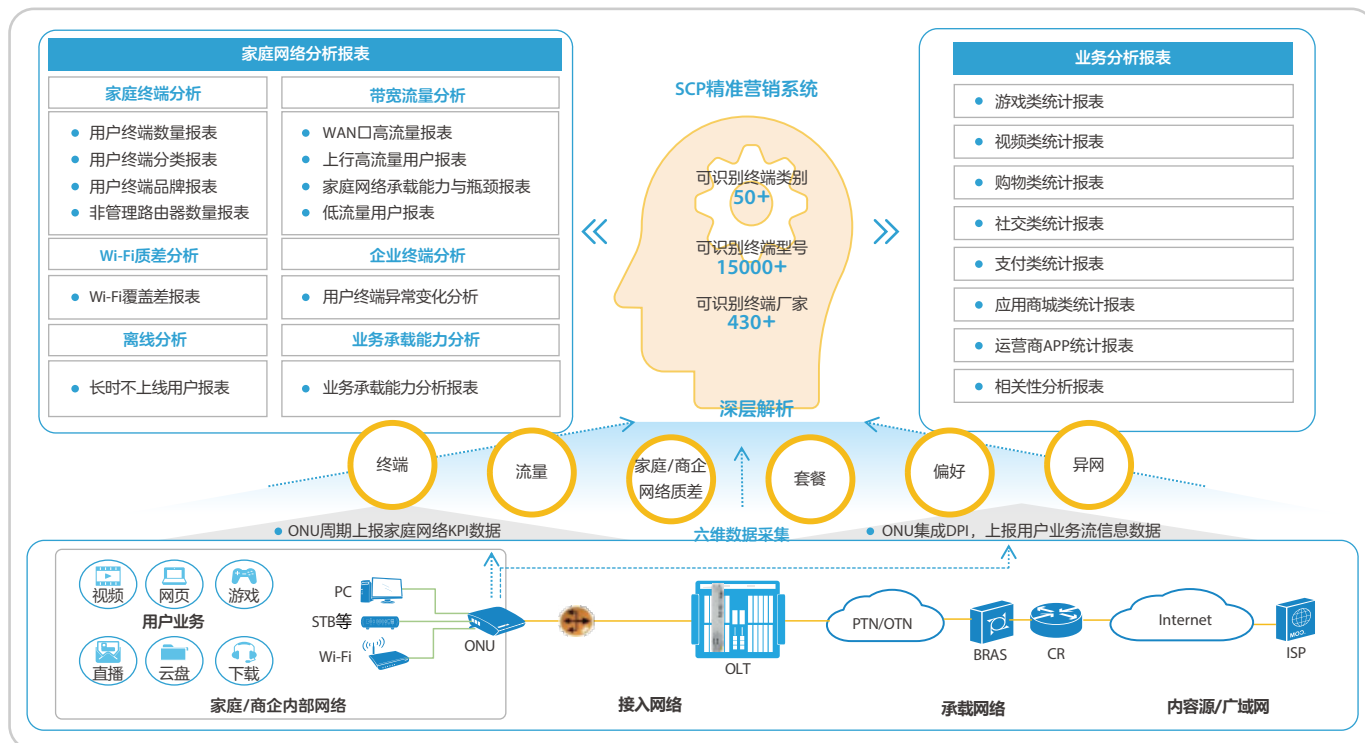 家庭网络分析报表
家庭终端分析
用户终端数量报表
用户终端分类报表
用户终端品牌报表
非管理路由器数量报表
带宽流量分析
WAN口高流量报表
上行高流量用户报表
家庭网络承载能力与瓶颈报表
低流量用户报表
Wi-Fi质差分析
Wi-Fi覆盖差报表
企业终端分析
用户终端异常变化分析
离线分析
长时不上线用户报表
业务承载能力分析
业务承载能力分析报表
SCP精准营销系统
可识别终端类别
50+
可识别终端型号
15000+
可识别终端厂家
430+
深层解析
业务分析报表
游戏类统计报表
视频类统计报表
购物类统计报表
社交类统计报表
支付类统计报表
应用商城类统计报表
运营商APP统计报表
相关性分析报表
终端
流量
家庭/商企
网络质差
套餐
偏好
异网
ONU周期上报家庭网络KPI数据
六维数据采集
ONU集成DPI，上报用户业务流信息数据
视频
网页
游戏
用户业务
直播
云盘
下载
PC
STB等
Wi-Fi
ONU
家庭/商企内部网络
OLT
接入网络
PTN/OTN
BRAS
CR
承载网络
Internet
MOO.
ISP
内容源/广域网